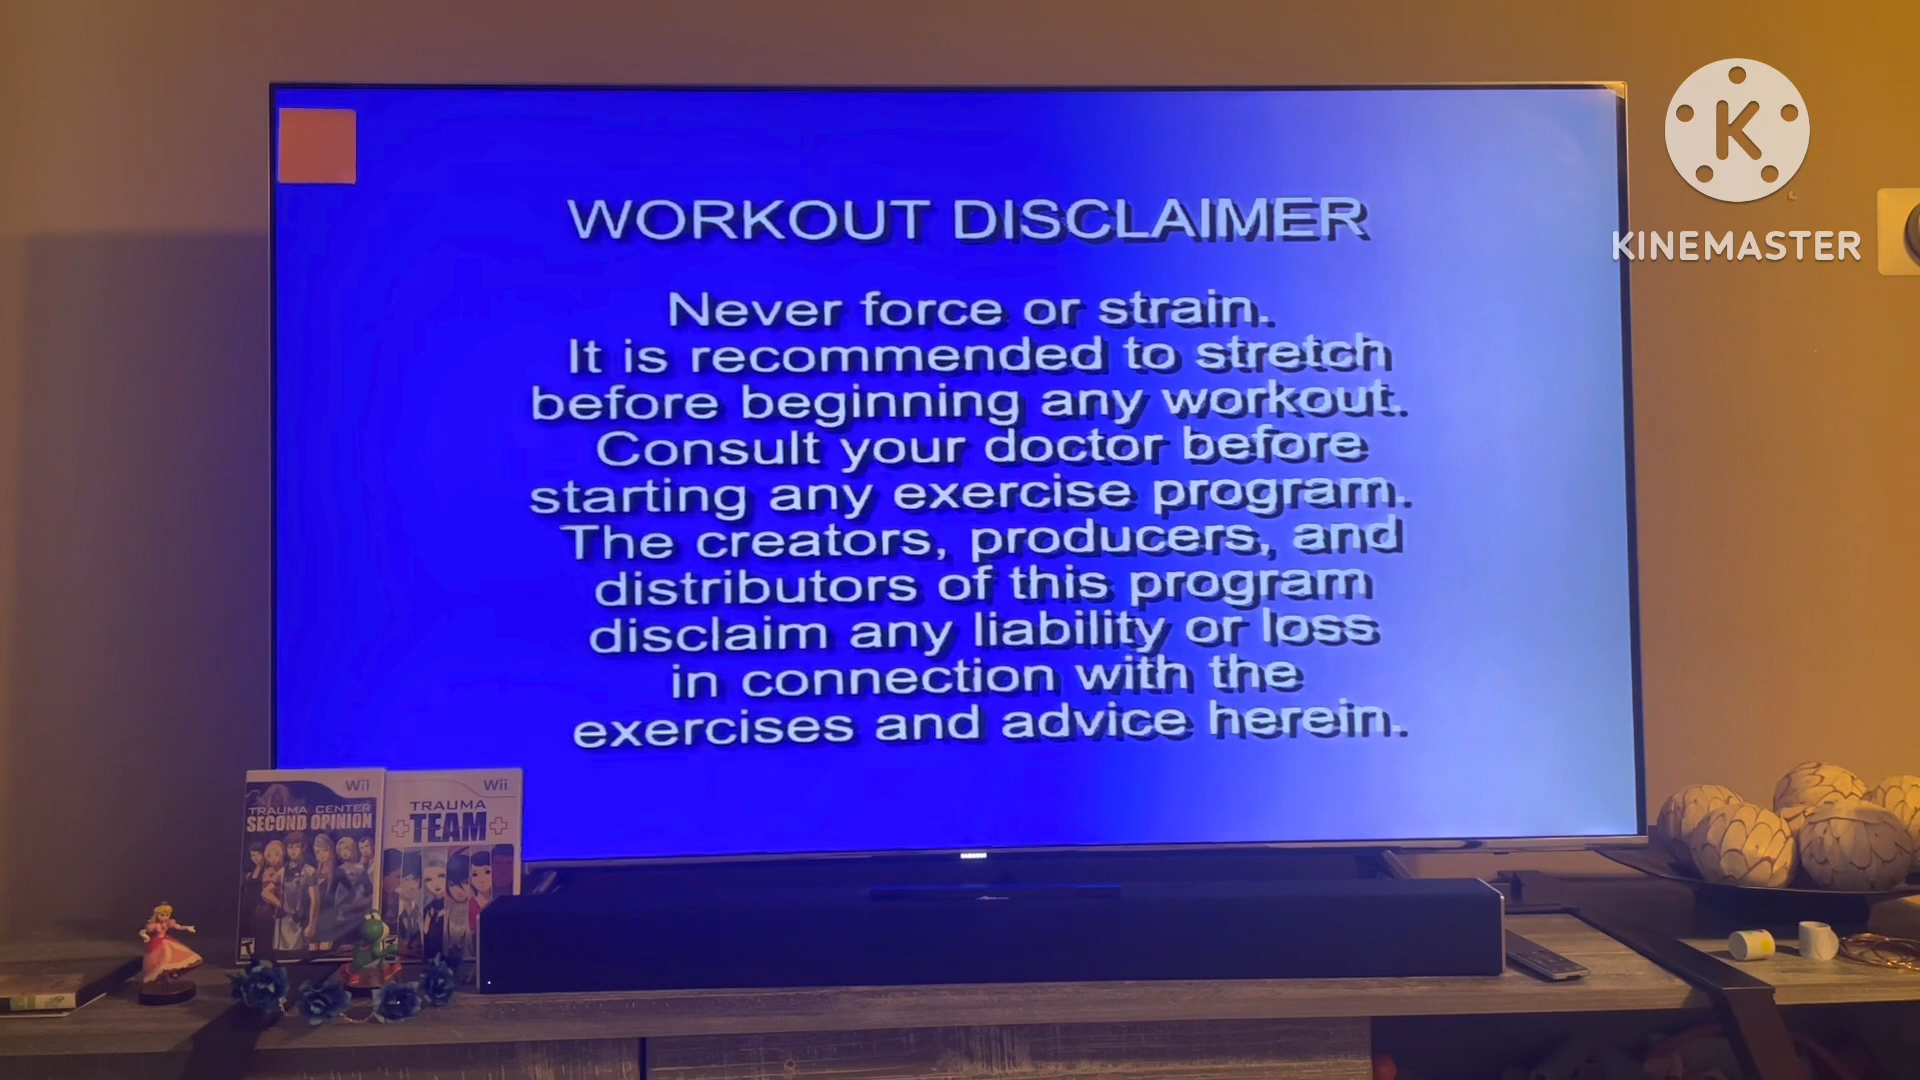 WORKOUT DISCLAIMER
Never force or strain.
It is recommended to stretch
before beginning any workout.
Consult your doctor before
starting any exercise program.
The creators, producers, and
distributors of this program
disclaim any liability or loss
in connection with the
exercises and advice herein.
KINEMASTER
Wii
TRAUMA CENTER
SECOND OPINION
Wii
TRAUMA
TEAM
SAMSUNG